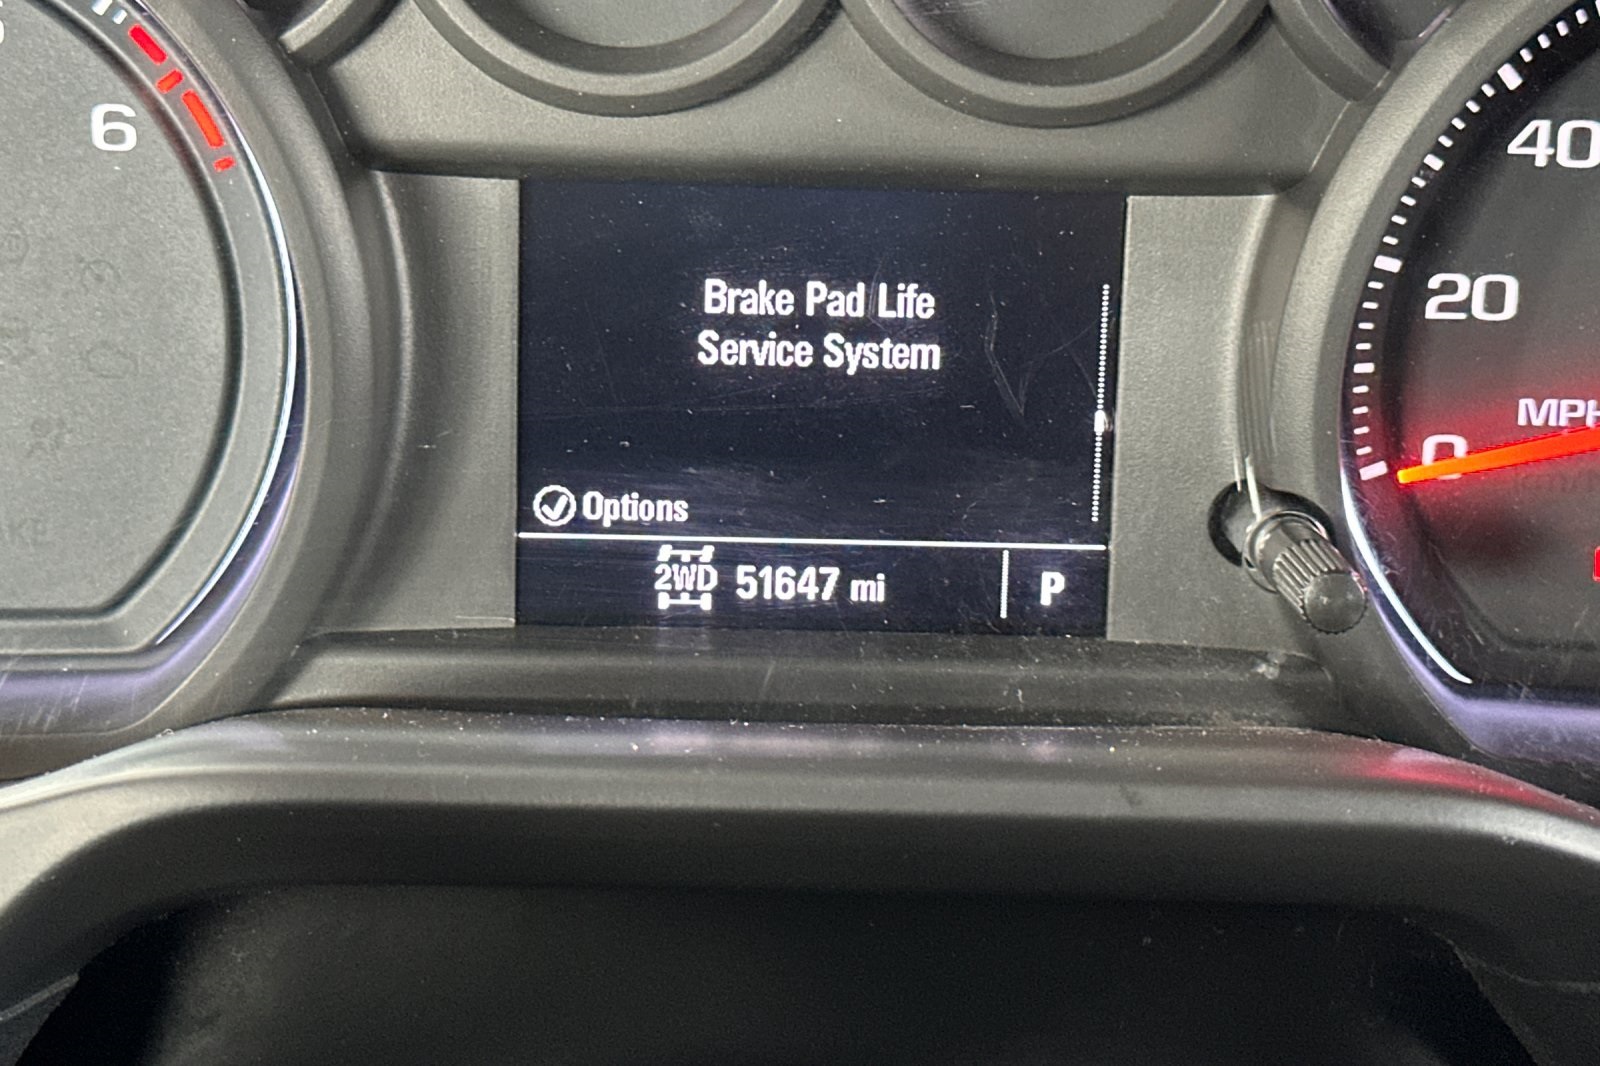 6
40
Brake Pad Life
Service System
20
MPH
0
Options
2WD 51647 mi
P